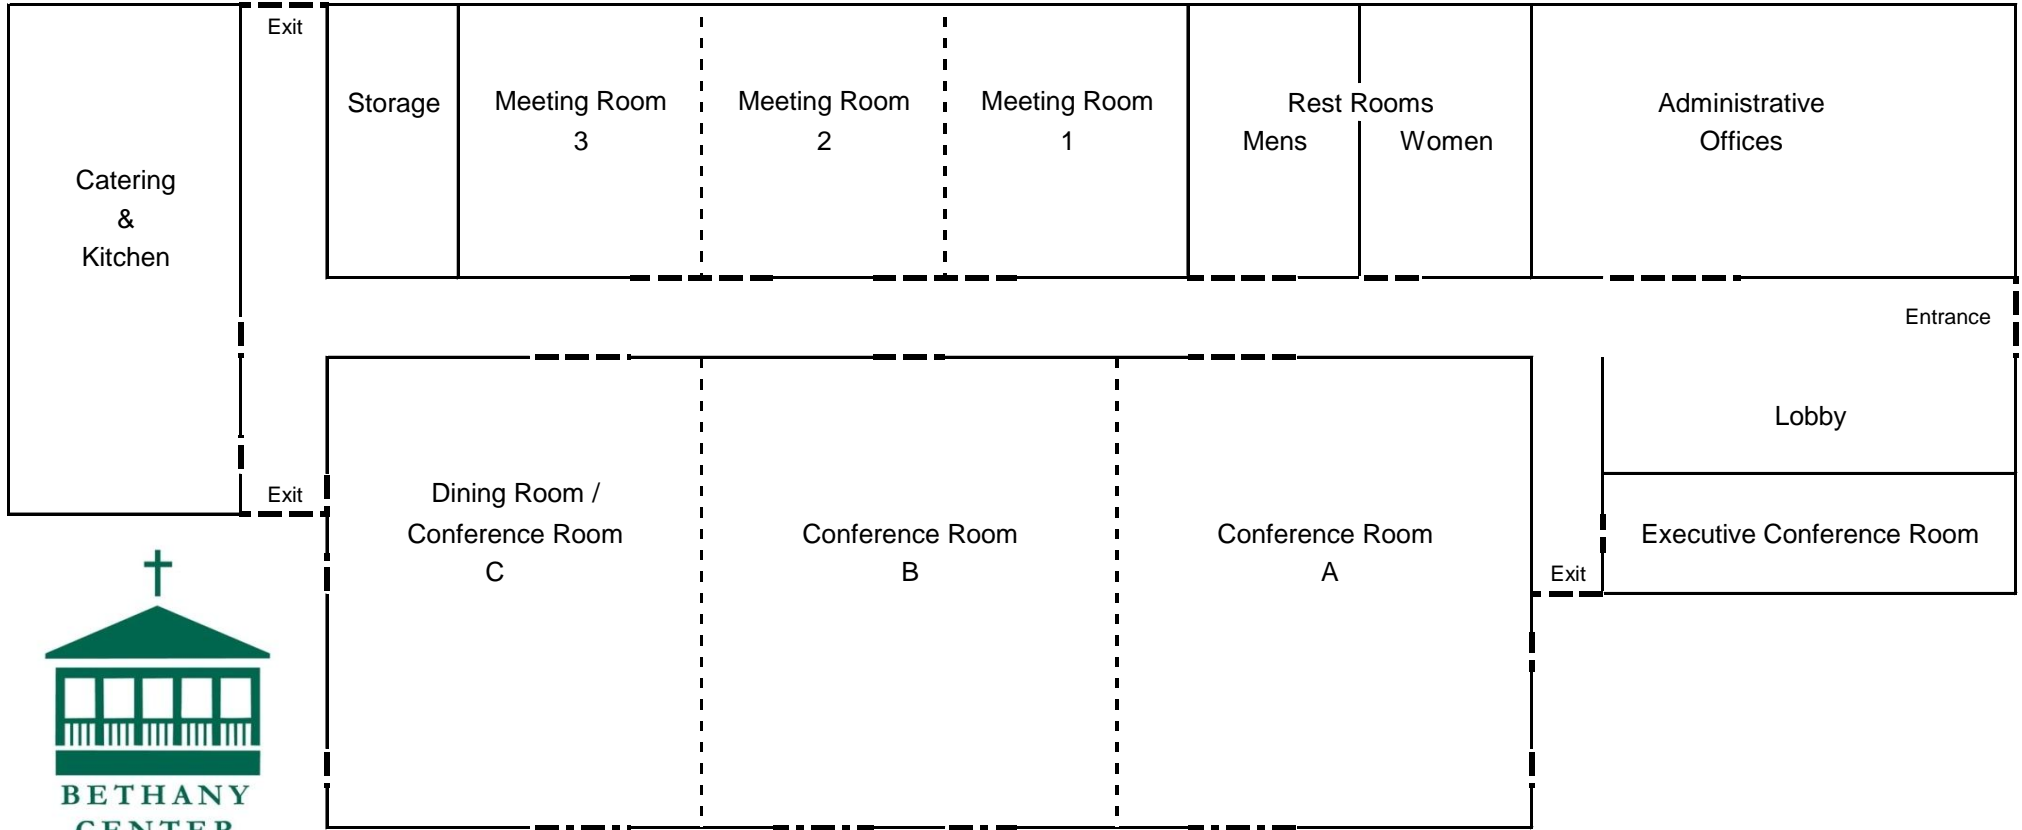 Exit
Storage
Meeting Room
3
Meeting Room
2
Meeting Room
1
Rest Rooms
Mens
Women
Administrative
Offices
Catering
&
Kitchen
Entrance
Lobby
Exit
Dining Room /
Conference Room
C
Conference Room
B
Conference Room
A
Executive Conference Room
Exit
BETHANY
CENTER